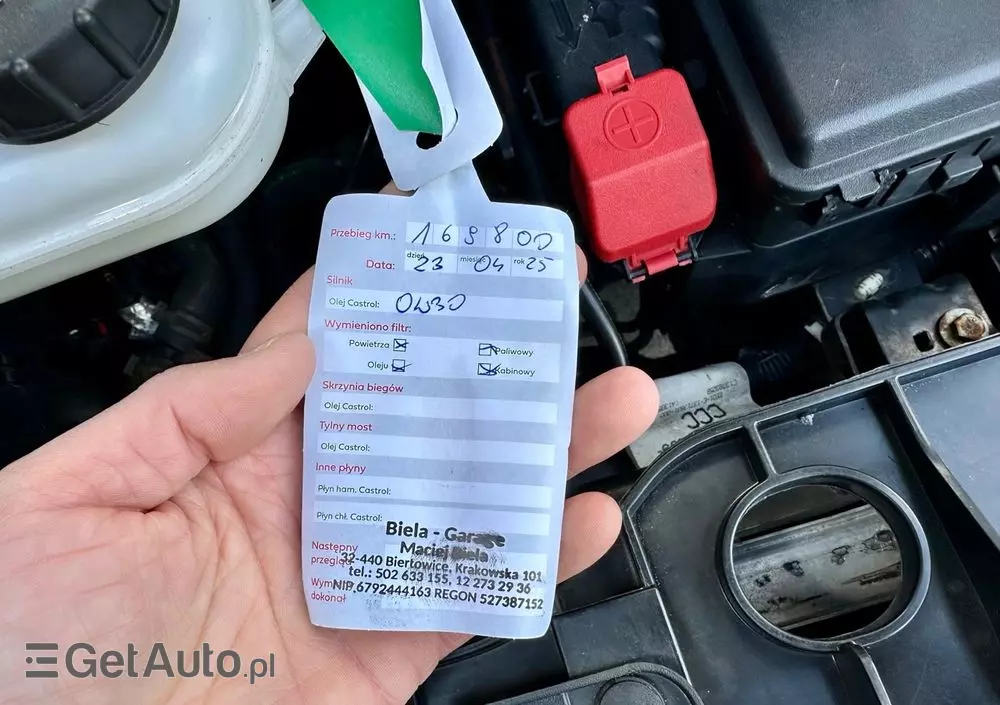 Przebieg km.: 169800
dzień miesiąc rok
Data: 23 04 25
Silnik
Olej Castrol: 0W30
Wymieniono filtr:
Powietrza Paliwowy
Oleju Kabinowy
Skrzynia biegów
Olej Castrol:
Tylny most
Olej Castrol:
Inne płyny
Płyn ham. Castrol:
Płyn chł. Castrol:
Biela - Garage
Maciej Biela
Następny
przegląd
32-440 Biertowice, Krakowska 101
tel.: 502 633 155, 12 273 29 36
NIP 6792444163 REGON 527387152
dokonał
GetAuto.pl